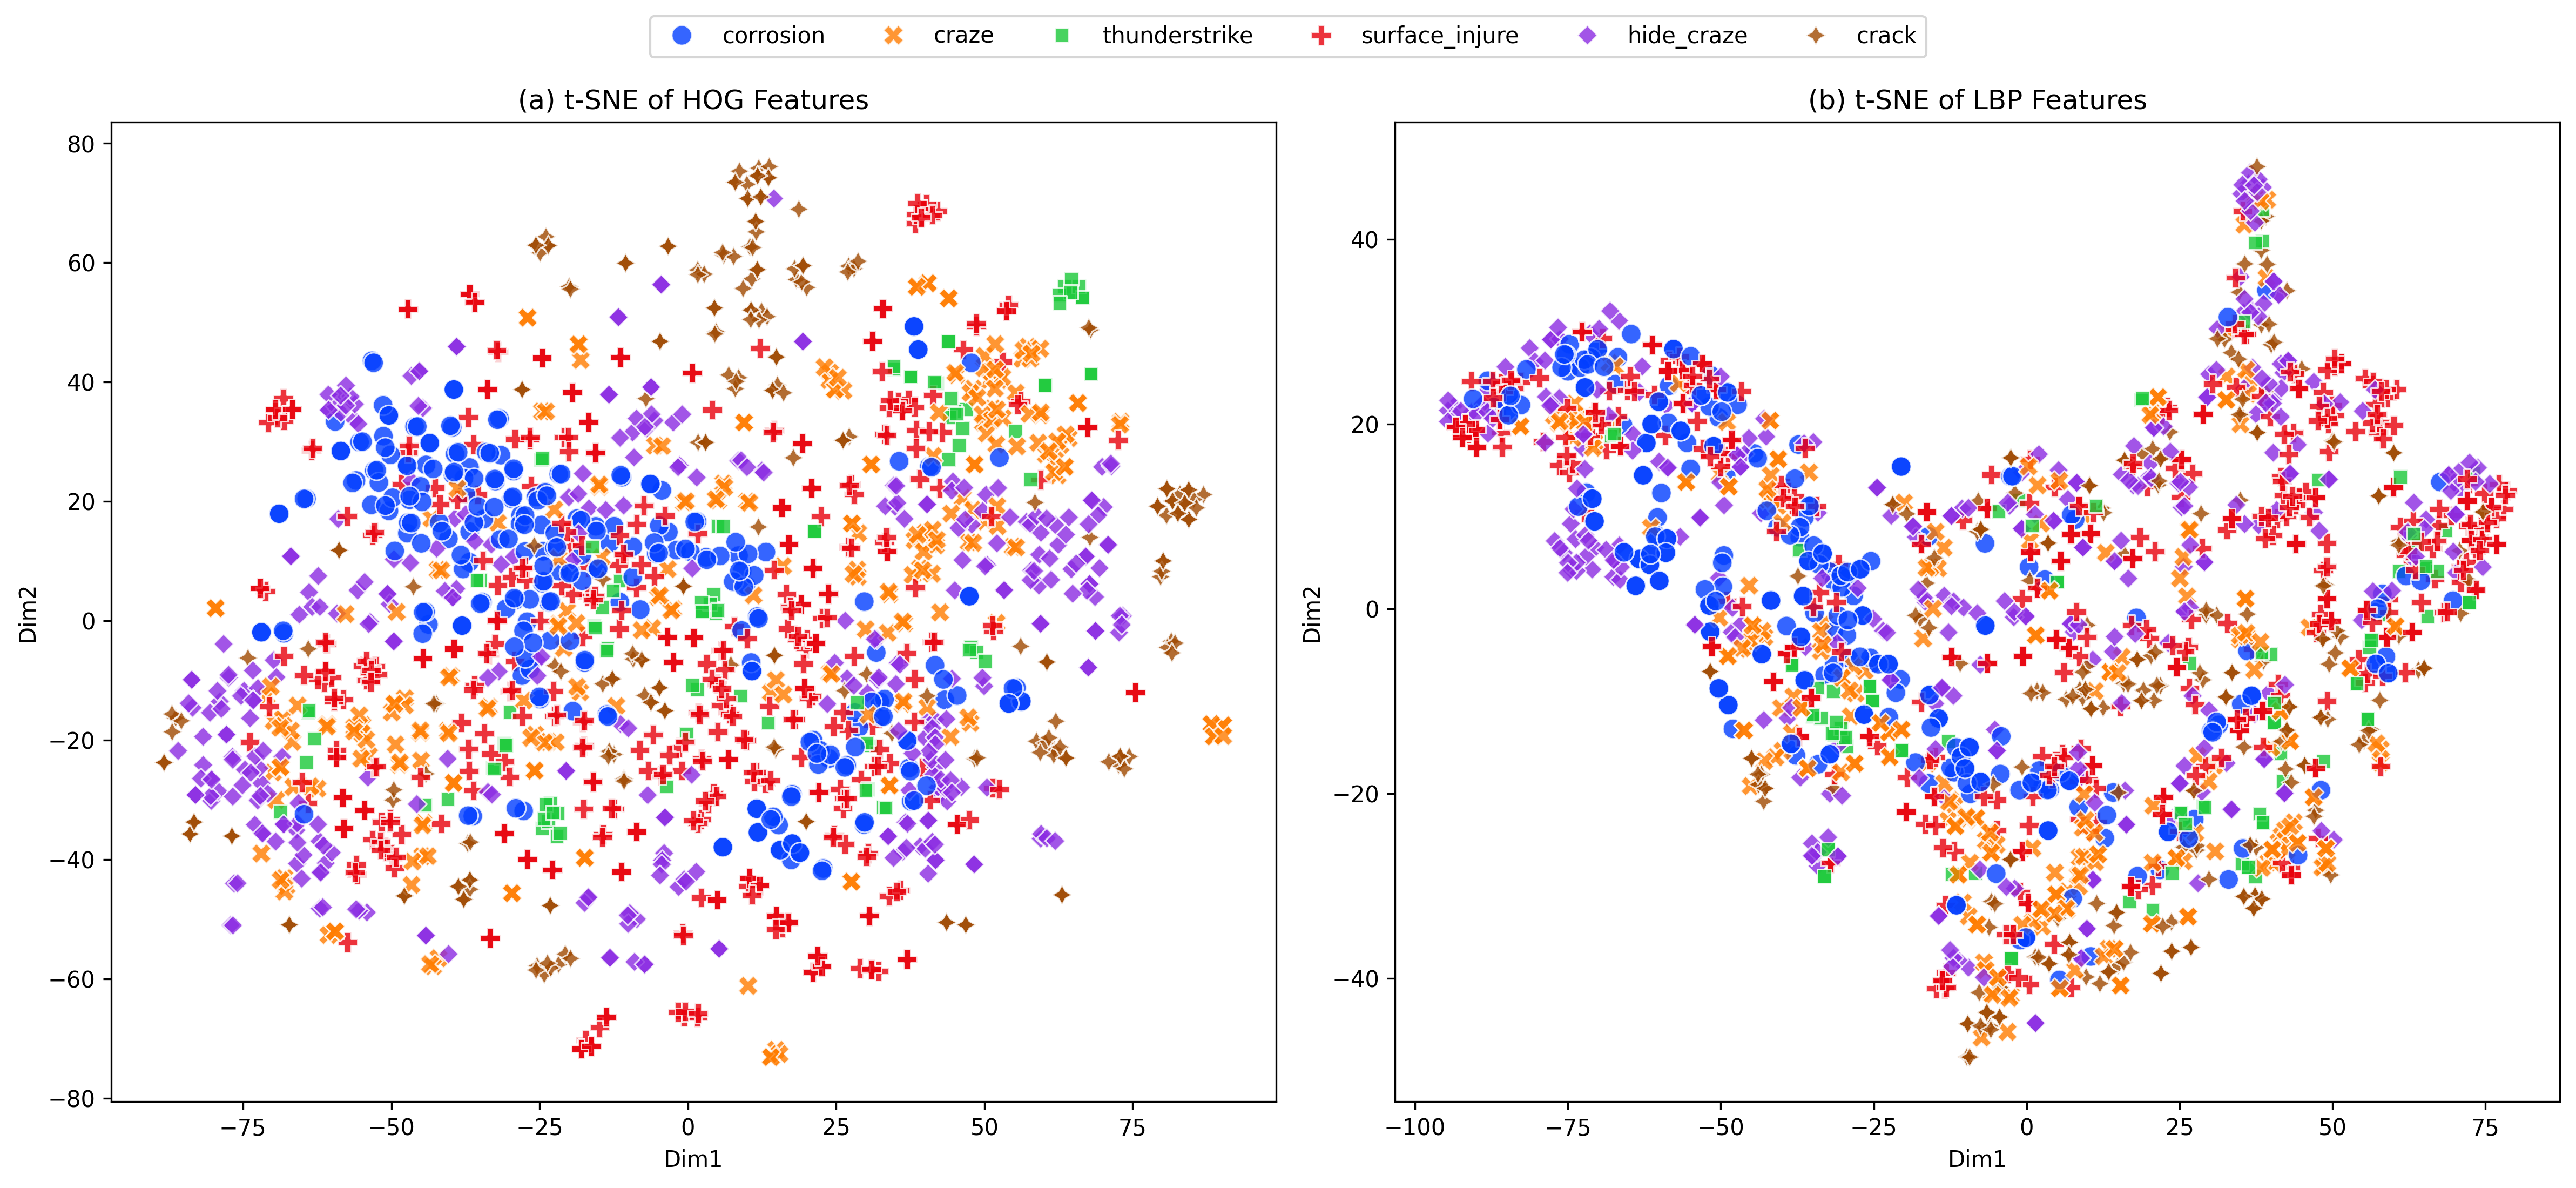 corrosion craze thunderstrike surface_injure hide_craze crack
(a) t-SNE of HOG Features
80
60
40
20
0
−20
−40
−60
−80
Dim2
−75 −50 −25 0 25 50 75
Dim1
(b) t-SNE of LBP Features
40
20
0
−20
−40
Dim2
−100 −75 −50 −25 0 25 50 75
Dim1